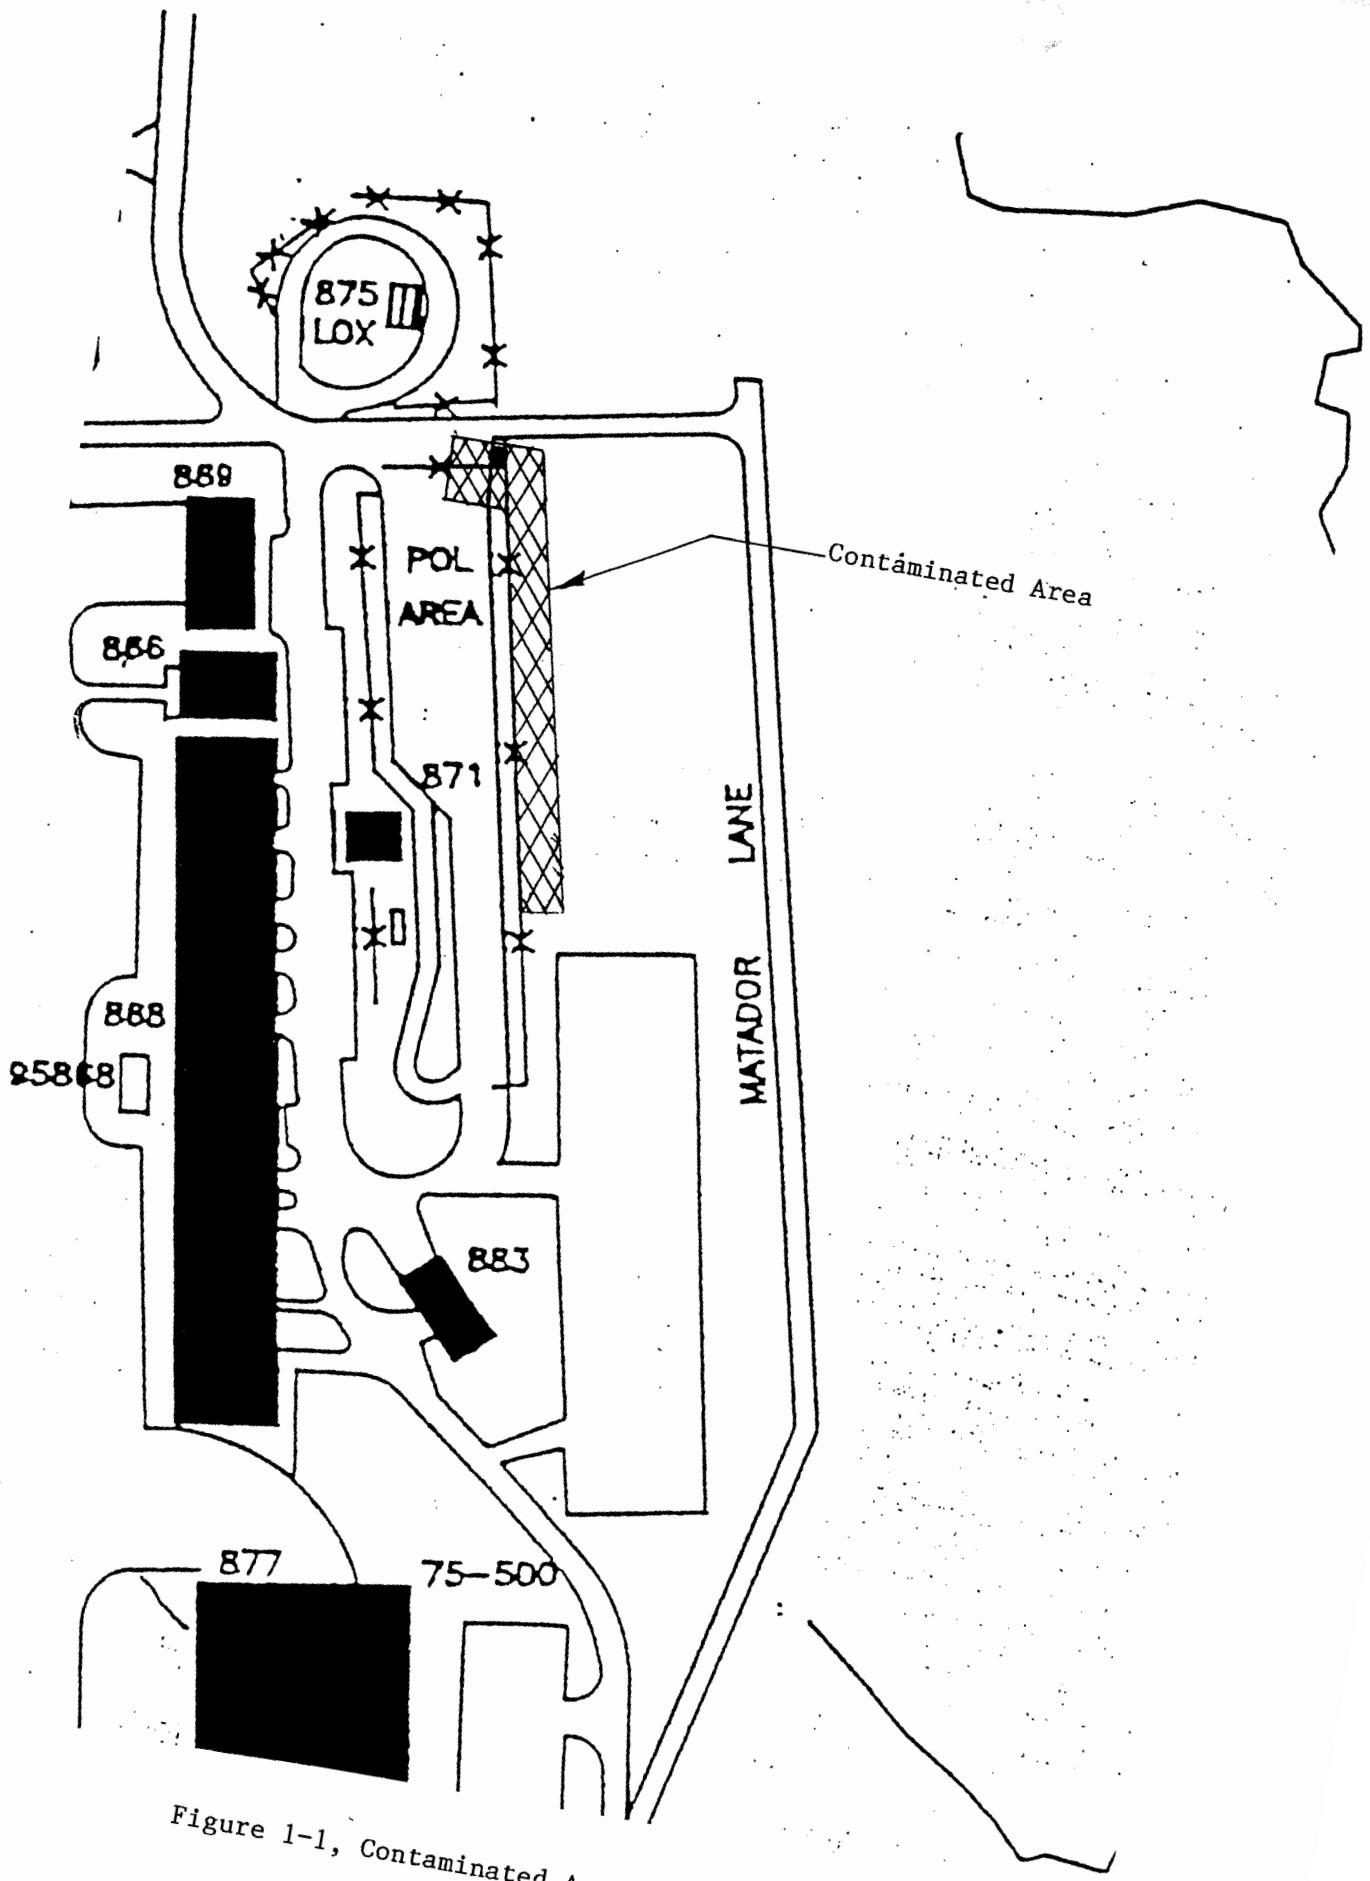 875
LOX
889
POL
AREA
Contaminated Area
886
871
LANE
MATADOR
888
883
877
75-500
Figure 1-1, Contaminated